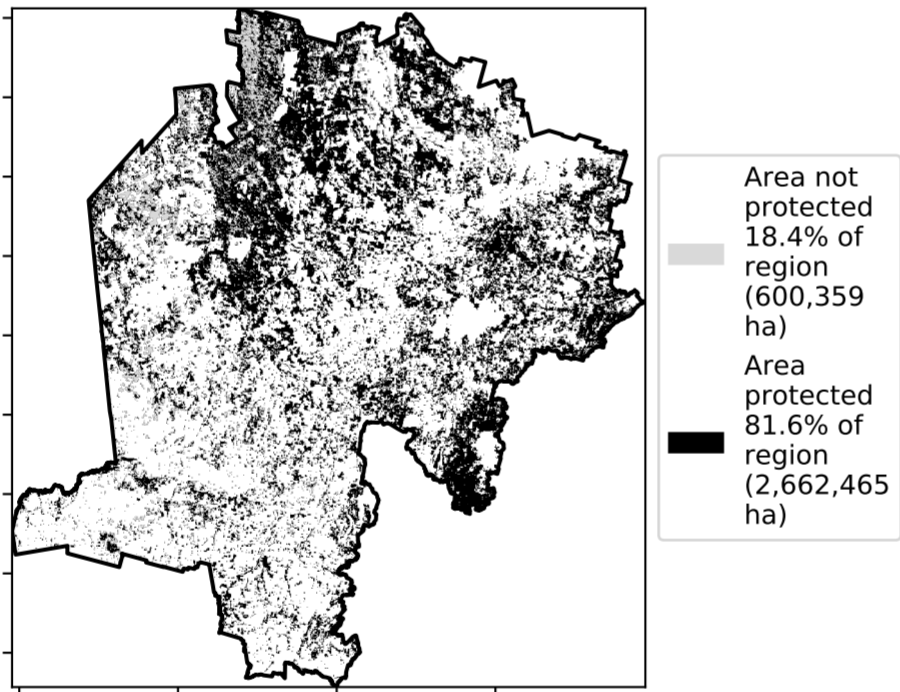 Area not
protected
18.4% of
region
(600,359
ha)
Area
protected
81.6% of
region
(2,662,465
ha)